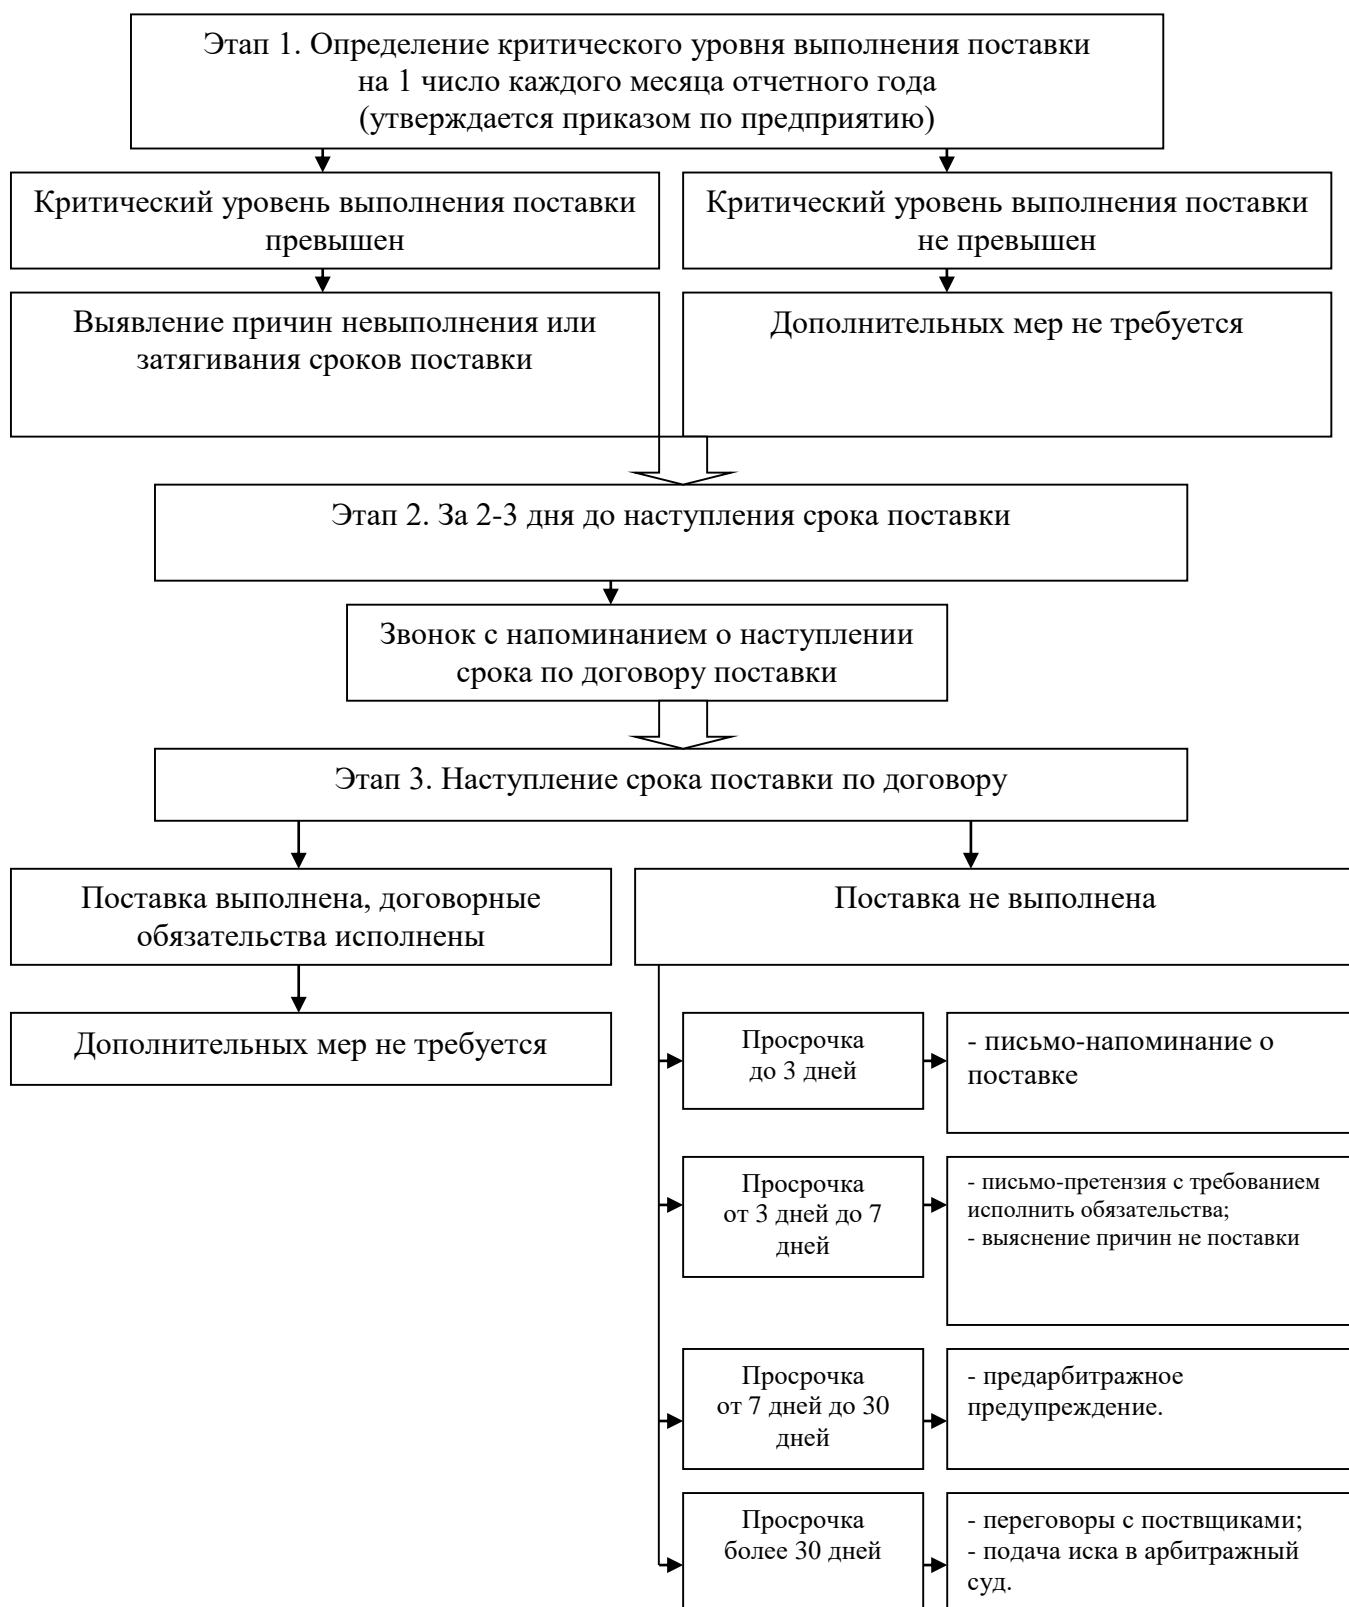 Этап 1. Определение критического уровня выполнения поставки
на 1 число каждого месяца отчетного года
(утверждается приказом по предприятию)
Критический уровень выполнения поставки
превышен
Критический уровень выполнения поставки
не превышен
Выявление причин невыполнения или
затягивания сроков поставки
Дополнительных мер не требуется
Этап 2. За 2-3 дня до наступления срока поставки
Звонок с напоминанием о наступлении
срока по договору поставки
Этап 3. Наступление срока поставки по договору
Поставка выполнена, договорные
обязательства исполнены
Поставка не выполнена
Дополнительных мер не требуется
Просрочка
до 3 дней
- письмо-напоминание о
поставке
Просрочка
от 3 дней до 7
дней
- письмо-претензия с требованием
исполнить обязательства;
- выяснение причин не поставки
Просрочка
от 7 дней до 30
дней
- предарбитражное
предупреждение.
Просрочка
более 30 дней
- переговоры с поствщиками;
- подача иска в арбитражный
суд.